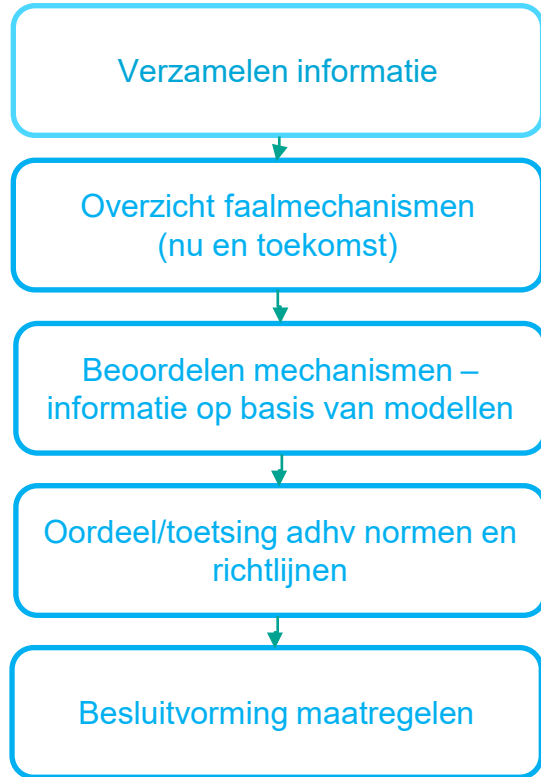 Verzamelen informatie
Overzicht faalmechanismen
(nu en toekomst)
Beoordelen mechanismen –
informatie op basis van modellen
Oordeel/toetsing adhv normen en
richtlijnen
Besluitvorming maatregelen